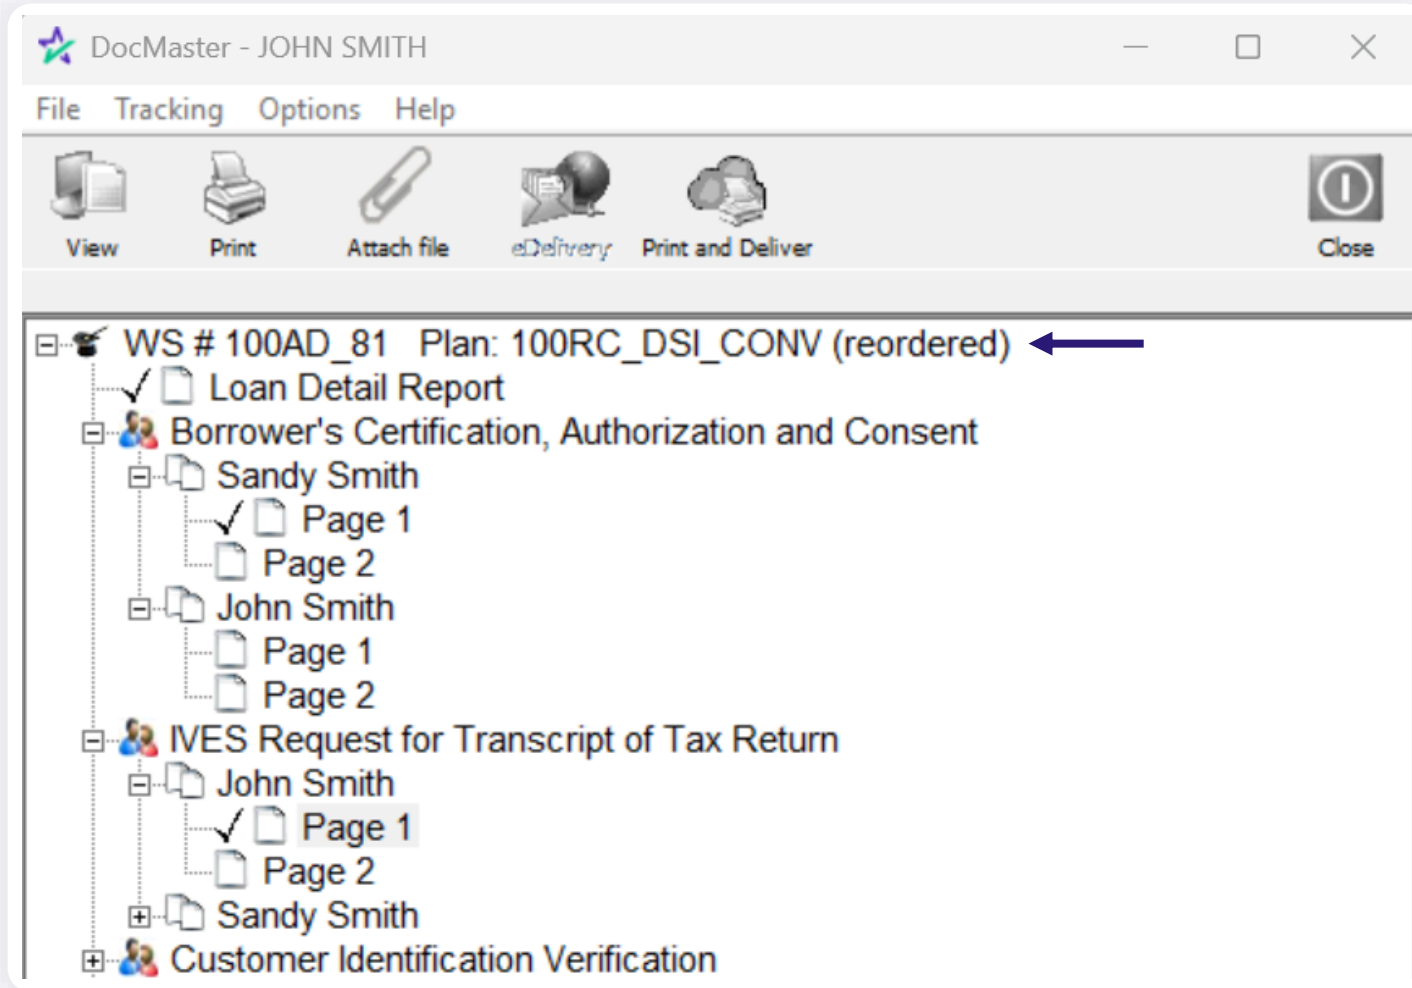 DocMaster - JOHN SMITH
File Tracking Options Help
View Print Attach file eDelivery Print and Deliver Close
WS # 100AD_81 Plan: 100RC_DSI_CONV (reordered)
Loan Detail Report
Borrower's Certification, Authorization and Consent
Sandy Smith
Page 1
Page 2
John Smith
Page 1
Page 2
IVES Request for Transcript of Tax Return
John Smith
Page 1
Page 2
Sandy Smith
Customer Identification Verification